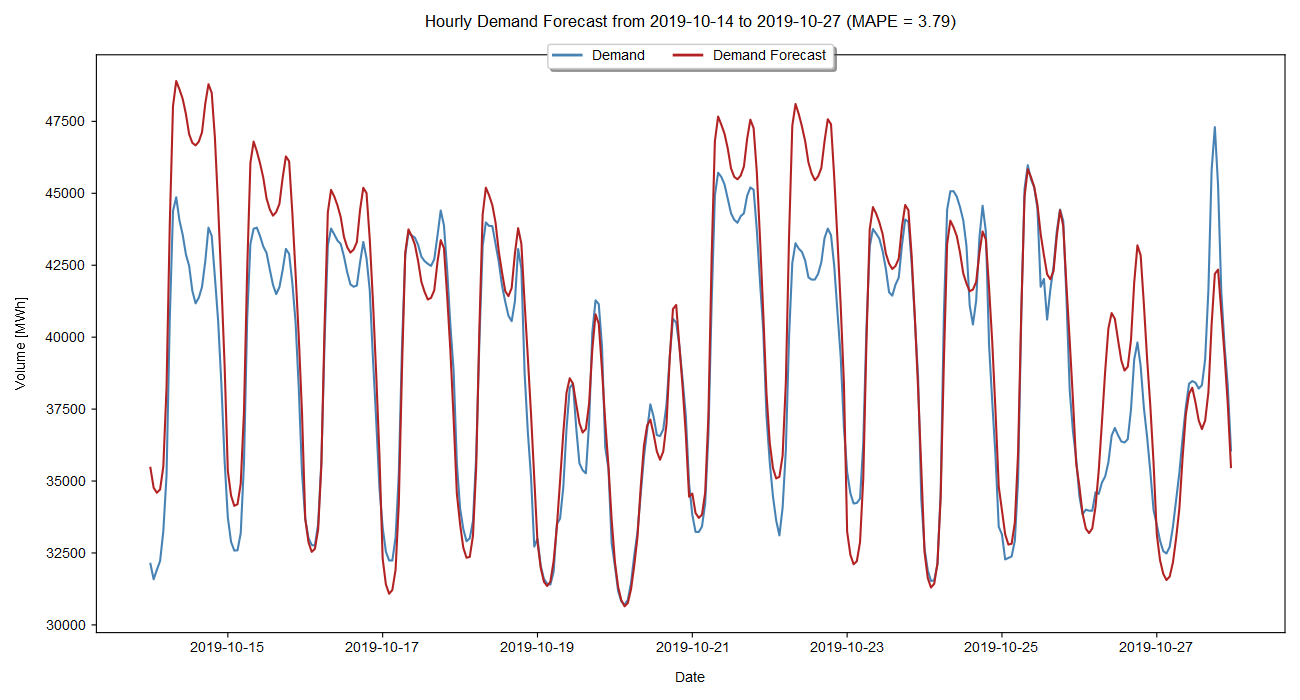 Hourly Demand Forecast from 2019-10-14 to 2019-10-27 (MAPE = 3.79)
Demand Demand Forecast
47500
45000
42500
40000
37500
35000
32500
30000
Volume [MWh]
2019-10-15 2019-10-17 2019-10-19 2019-10-21 2019-10-23 2019-10-25 2019-10-27
Date